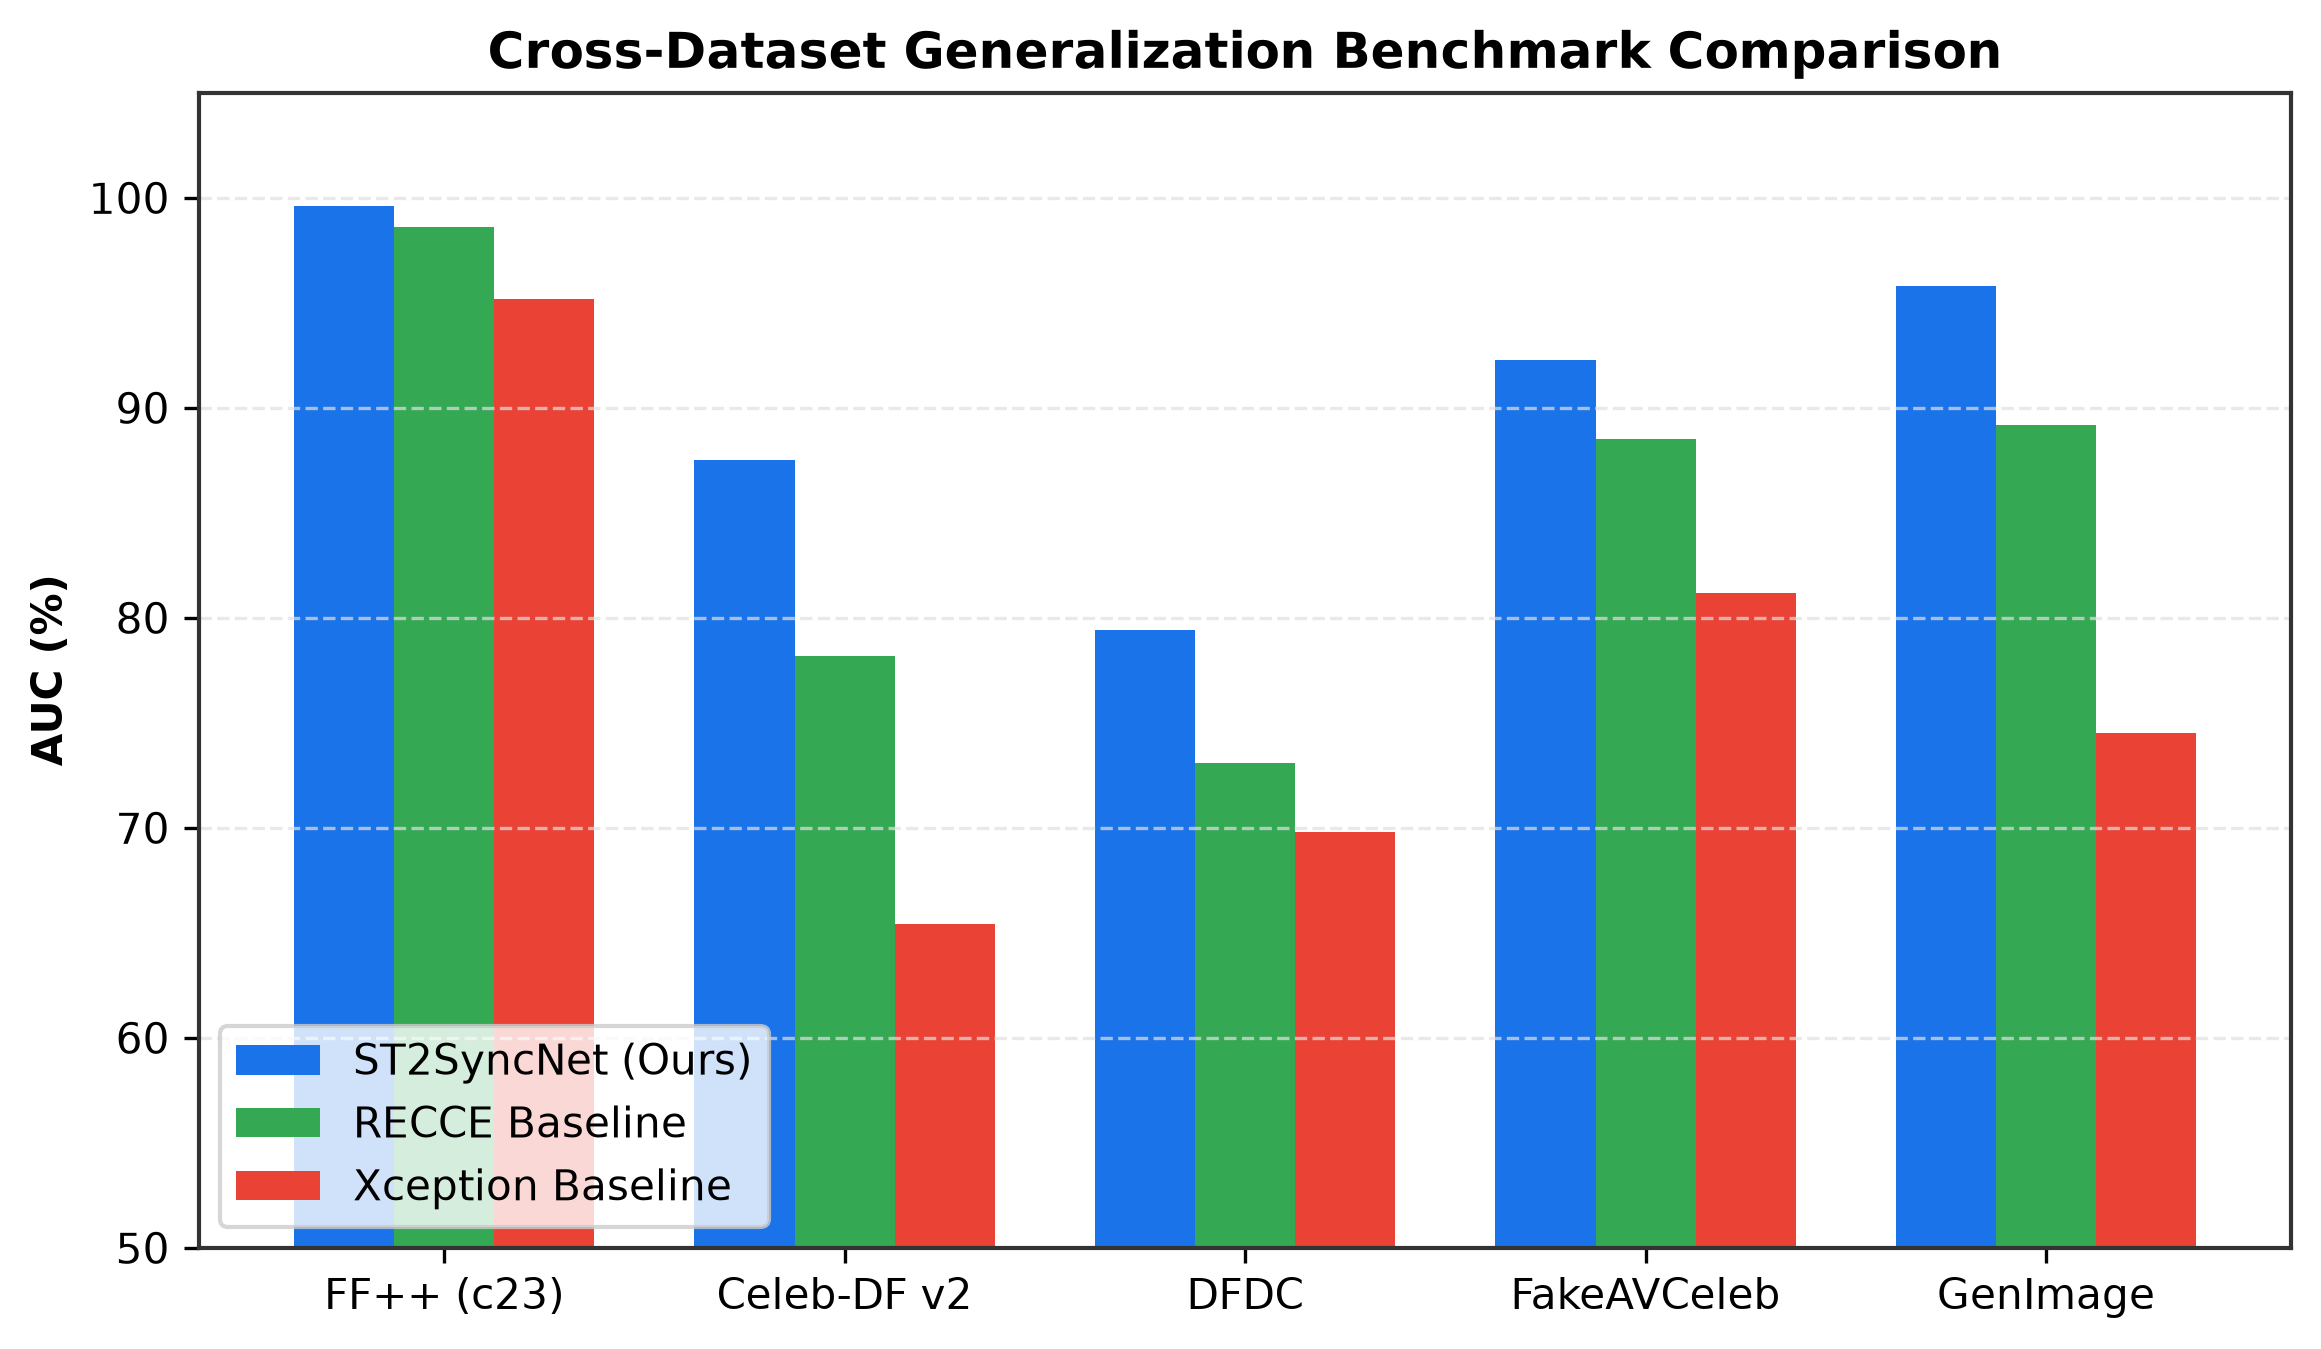 Cross-Dataset Generalization Benchmark Comparison
AUC (%)
100
90
80
70
60
50
ST2SyncNet (Ours)
RECCE Baseline
Xception Baseline
FF++ (c23)
Celeb-DF v2
DFDC
FakeAVCeleb
GenImage